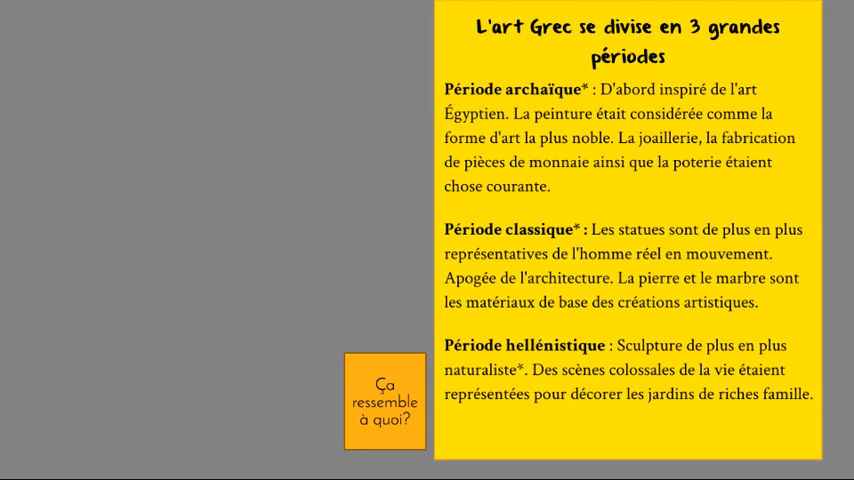 L'art Grec se divise en 3 grandes
périodes
Période archaïque* : D'abord inspiré de l'art
Égyptien. La peinture était considérée comme la
forme d'art la plus noble. La joaillerie, la fabrication
de pièces de monnaie ainsi que la poterie étaient
chose courante.
Période classique* : Les statues sont de plus en plus
représentatives de l'homme réel en mouvement.
Apogée de l'architecture. La pierre et le marbre sont
les matériaux de base des créations artistiques.
Période hellénistique : Sculpture de plus en plus
naturaliste*. Des scènes colossales de la vie étaient
représentées pour décorer les jardins de riches famille.
Ça
ressemble
à quoi?